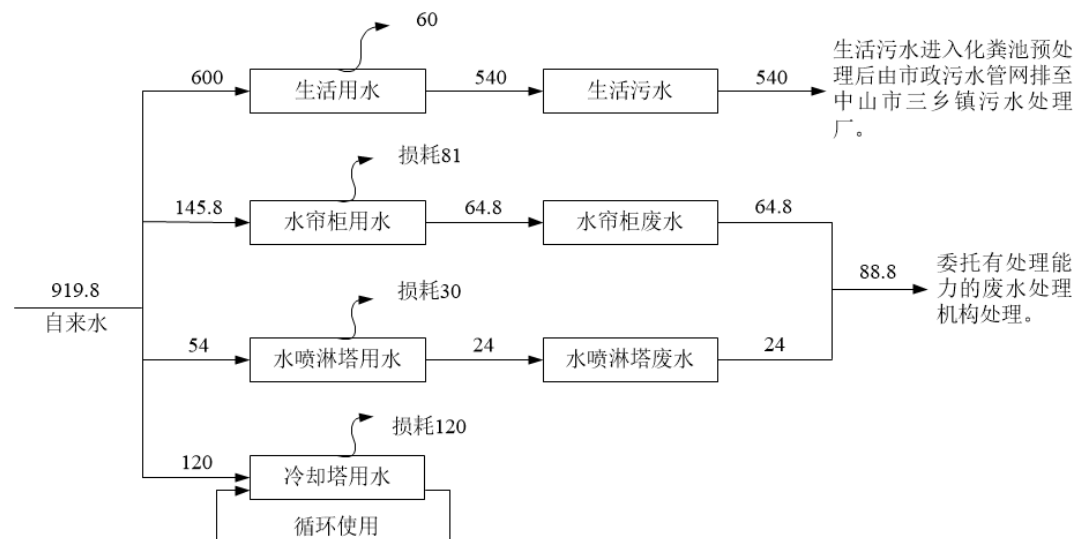 60
600
生活用水
540
生活污水
540
生活污水进入化粪池预处
理后由市政污水管网排至
中山市三乡镇污水处理
厂。
损耗81
145.8
水帘柜用水
64.8
水帘柜废水
64.8
919.8
自来水
88.8
委托有处理能
力的废水处理
机构处理。
损耗30
54
水喷淋塔用水
24
水喷淋塔废水
24
损耗120
120
冷却塔用水
循环使用